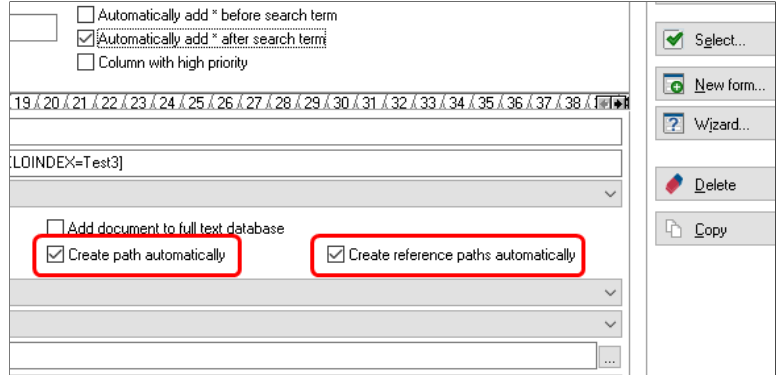 Automatically add * before search term
Automatically add * after search term
Column with high priority
Select...
New form...
19 / 20 / 21 / 22 / 23 / 24 / 25 / 26 / 27 / 28 / 29 / 30 / 31 / 32 / 33 / 34 / 35 / 36 / 37 / 38 /
Wizard...
LOINDEX=Test3]
Delete
Add document to full text database
Copy
Create path automatically
Create reference paths automatically
...